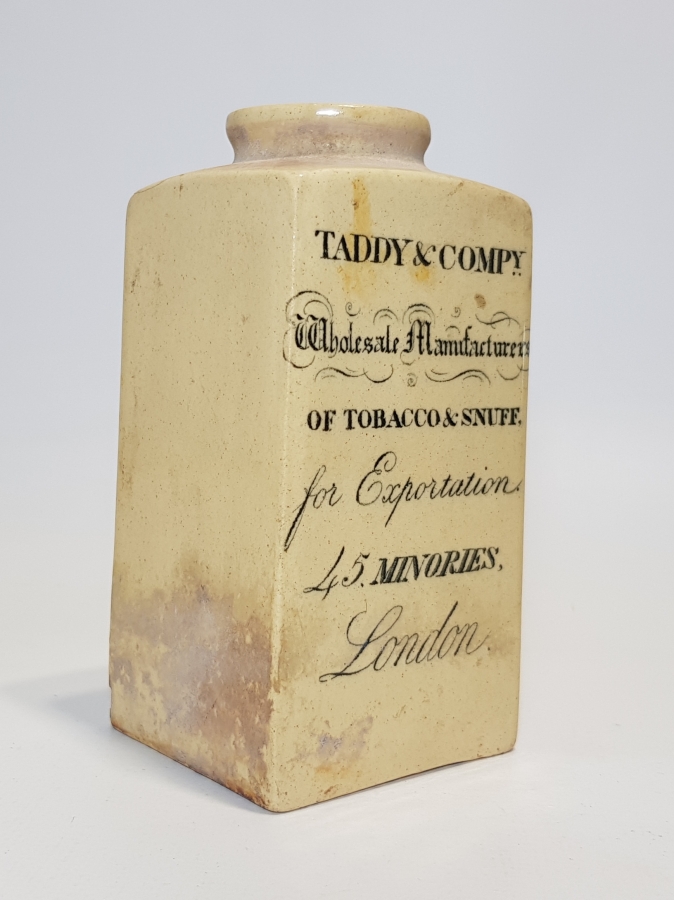 TADDY & COMPY.
Wholesale Manufacturers
OF TOBACCO & SNUFF,
for Exportation.
45. MINORIES,
London.